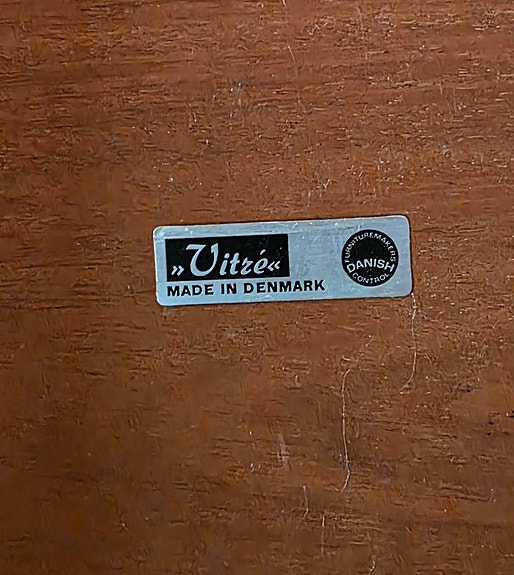 »Vitré«
MADE IN DENMARK
FURNITUREMAKERS
DANISH
CONTROL